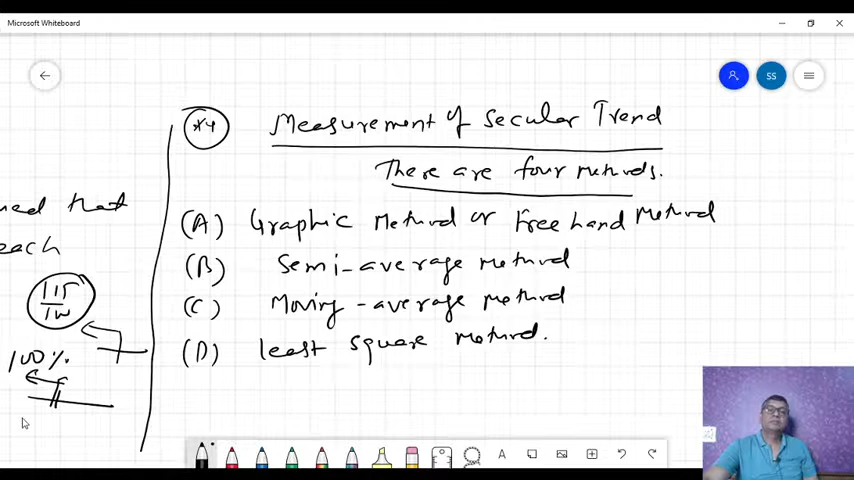 Microsoft Whiteboard
SS
*4
Measurement of Secular Trend
There are four methods.
(A) Graphic Method or Free hand Method
(B) Semi-average method
(C) Moving-average method
(D) least square method.
that
each
115
100%
A